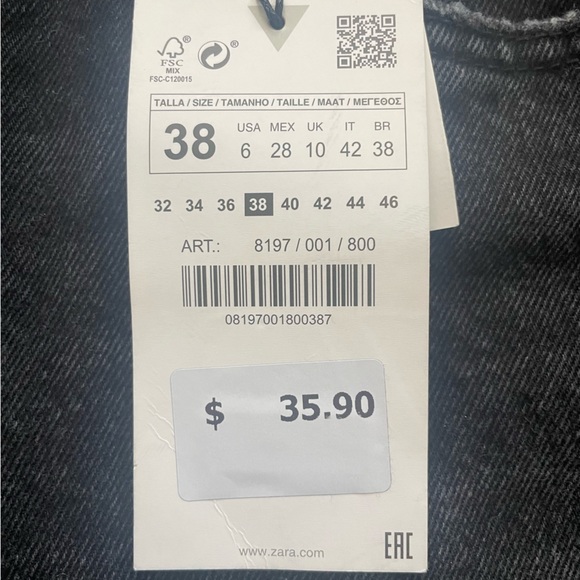 FSC ®
MIX
FSC-C120015
®
TALLA / SIZE / TAMANHO / TAILLE / MAAT / ΜΕΓΕΘΟΣ
38 USA MEX UK IT BR
6 28 10 42 38
32 34 36 38 40 42 44 46
ART.: 8197 / 001 / 800
08197001800387
$ 35.90
www.zara.com
EAC